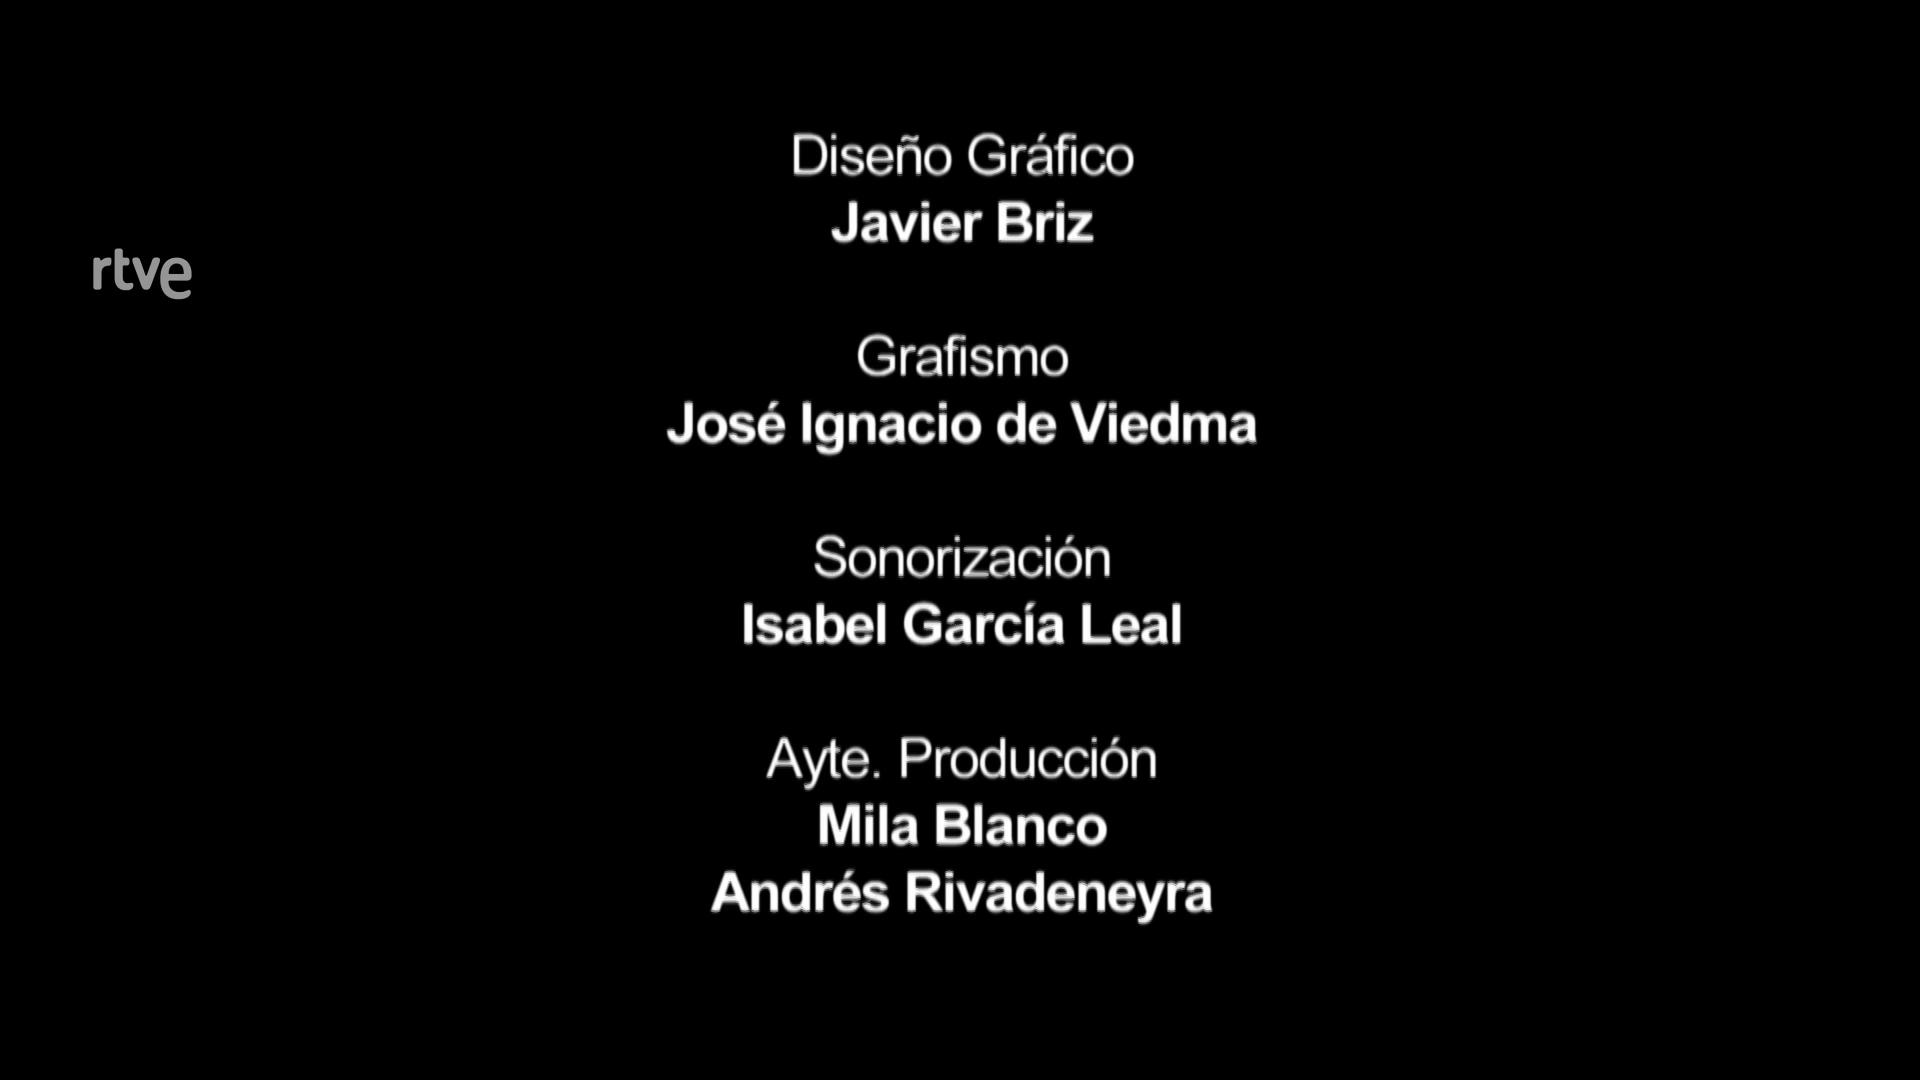 Diseño Gráfico
Javier Briz
rtve
Grafismo
José Ignacio de Viedma
Sonorización
Isabel García Leal
Ayte. Producción
Mila Blanco
Andrés Rivadeneyra